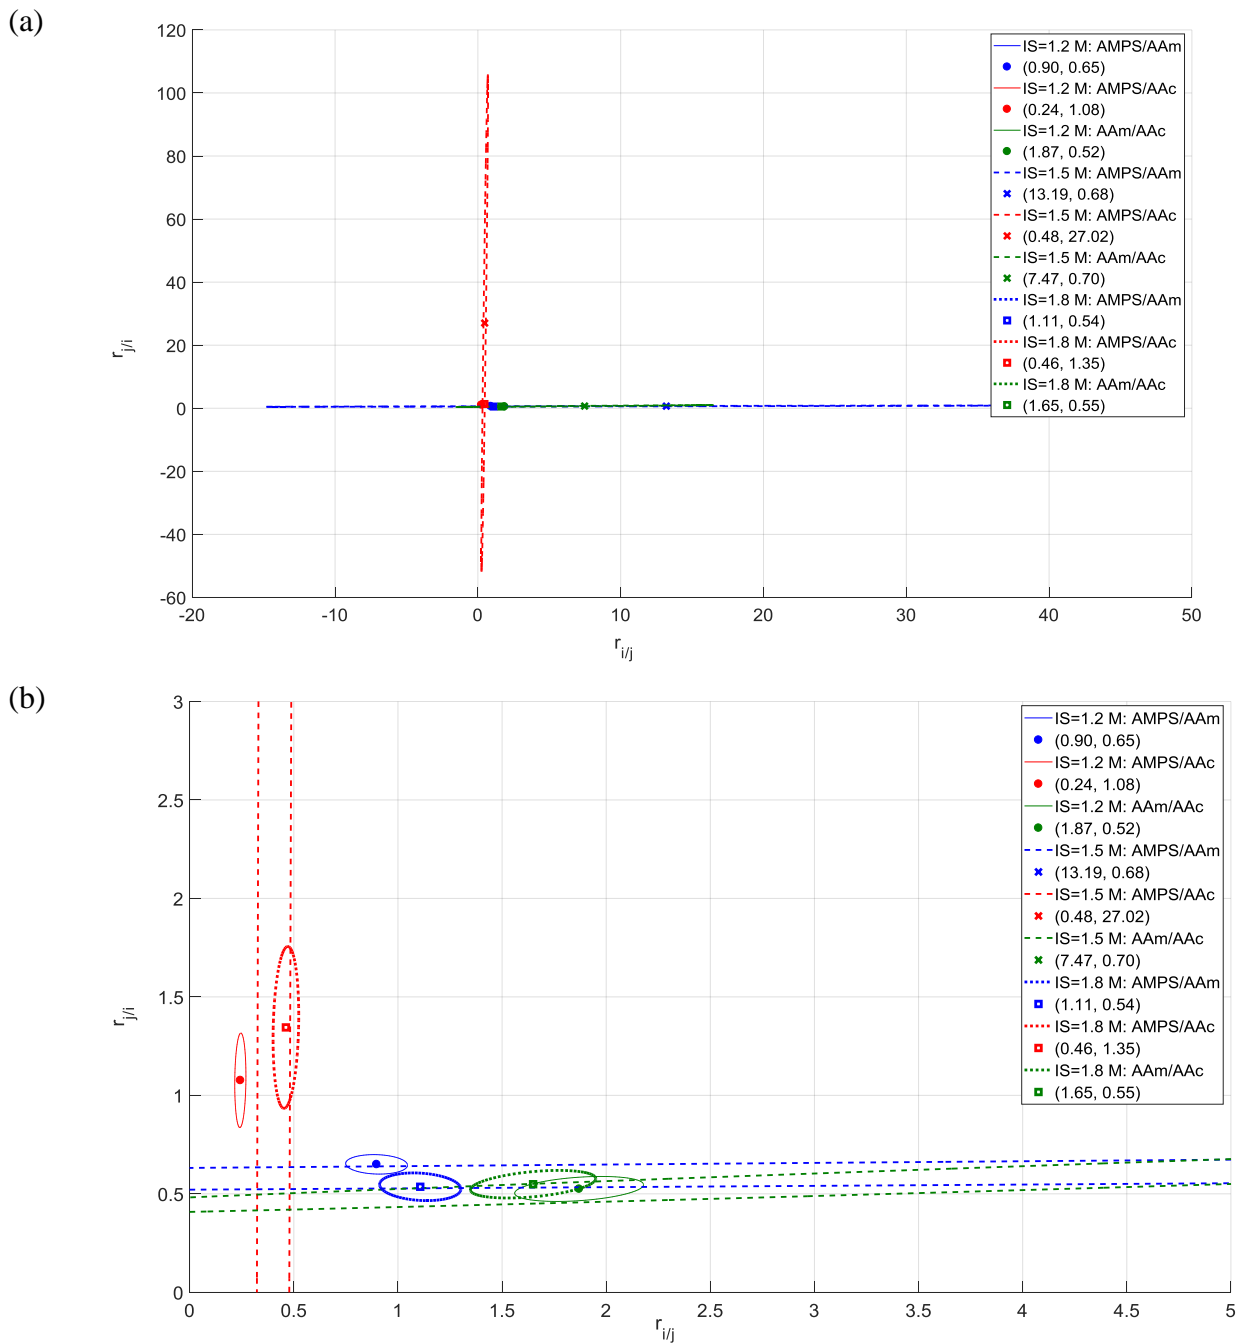 (a)
120
100
80
60
40
20
0
-20
-40
-60
r_{j/i}
-20
-10
0
10
20
30
40
50
r_{i/j}
IS=1.2 M: AMPS/AAm
(0.90, 0.65)
IS=1.2 M: AMPS/AAc
(0.24, 1.08)
IS=1.2 M: AAm/AAc
(1.87, 0.52)
IS=1.5 M: AMPS/AAm
(13.19, 0.68)
IS=1.5 M: AMPS/AAc
(0.48, 27.02)
IS=1.5 M: AAm/AAc
(7.47, 0.70)
IS=1.8 M: AMPS/AAm
(1.11, 0.54)
IS=1.8 M: AMPS/AAc
(0.46, 1.35)
IS=1.8 M: AAm/AAc
(1.65, 0.55)
(b)
3
2.5
2
1.5
1
0.5
0
r_{j/i}
0
0.5
1
1.5
2
2.5
3
3.5
4
4.5
5
r_{i/j}
IS=1.2 M: AMPS/AAm
(0.90, 0.65)
IS=1.2 M: AMPS/AAc
(0.24, 1.08)
IS=1.2 M: AAm/AAc
(1.87, 0.52)
IS=1.5 M: AMPS/AAm
(13.19, 0.68)
IS=1.5 M: AMPS/AAc
(0.48, 27.02)
IS=1.5 M: AAm/AAc
(7.47, 0.70)
IS=1.8 M: AMPS/AAm
(1.11, 0.54)
IS=1.8 M: AMPS/AAc
(0.46, 1.35)
IS=1.8 M: AAm/AAc
(1.65, 0.55)